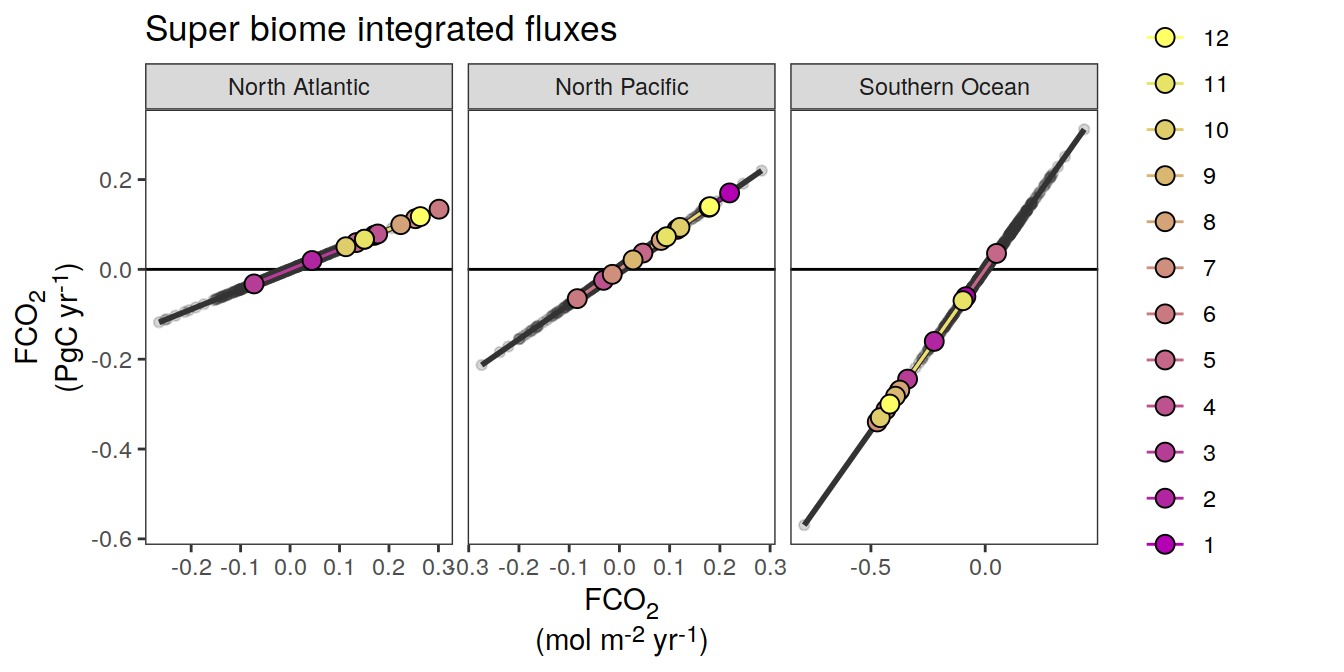 Super biome integrated fluxes
North Atlantic North Pacific Southern Ocean
0.2
0.0
-0.2
-0.4
-0.6
FCO₂
(PgC yr⁻¹)
-0.2 -0.1 0.0 0.1 0.2 0.3 -0.3 -0.2 -0.1 0.0 0.1 0.2 0.3 -0.5 0.0
FCO₂
(mol m⁻² yr⁻¹)
12
11
10
9
8
7
6
5
4
3
2
1